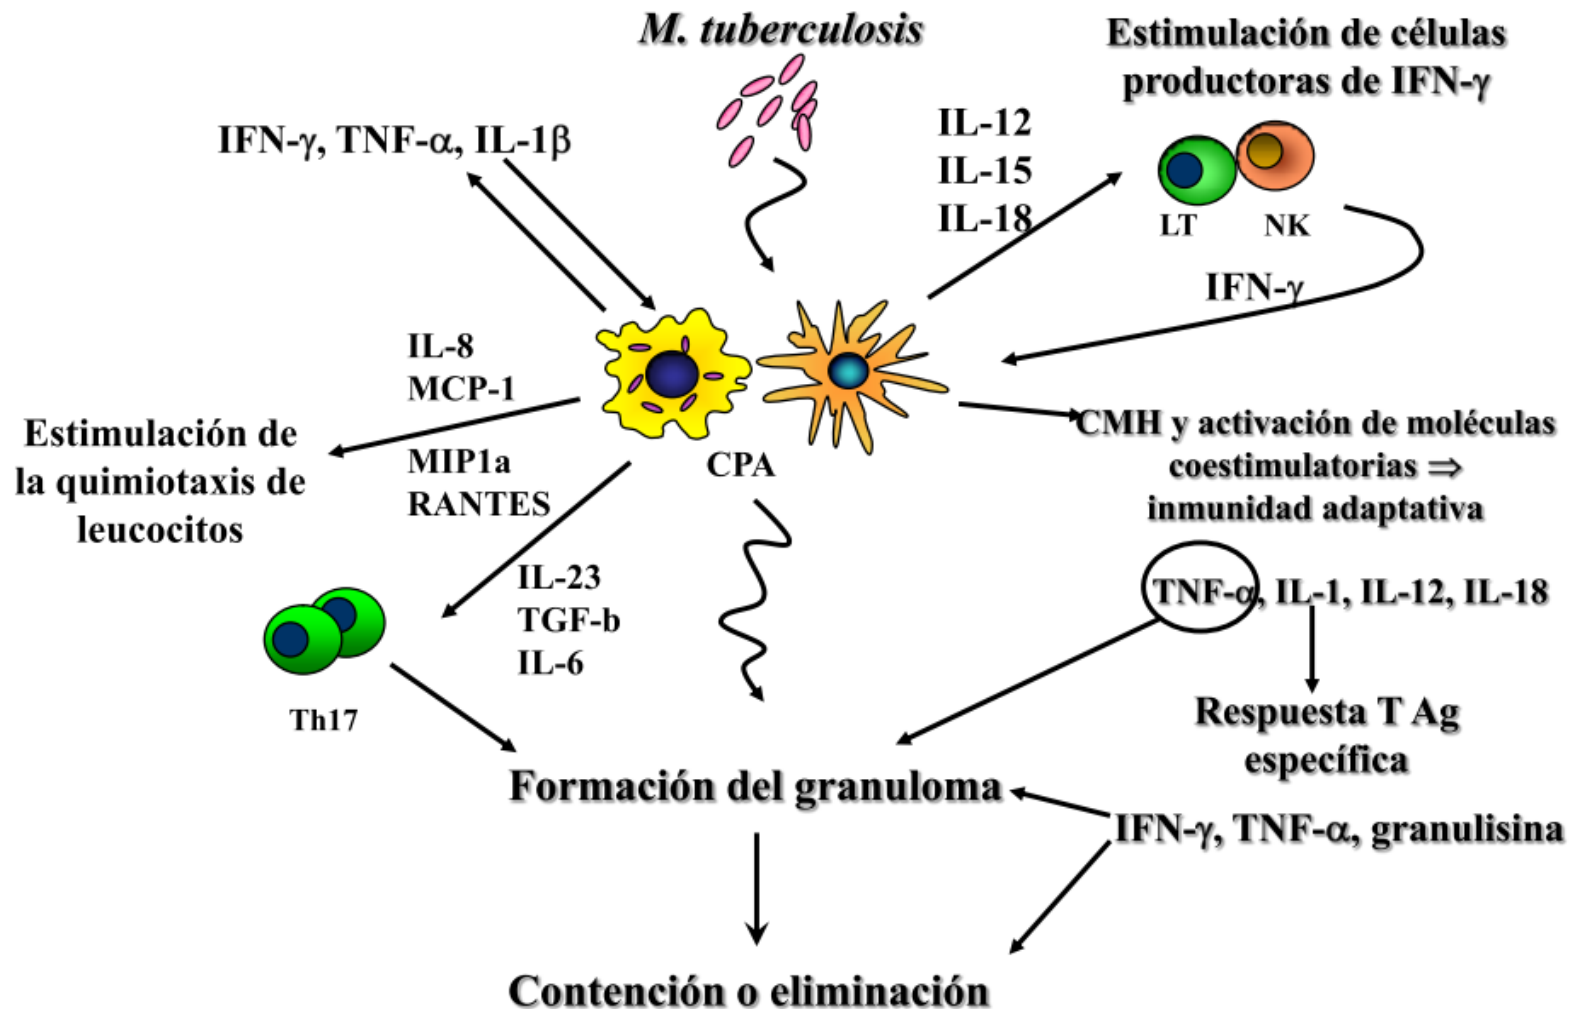 M. tuberculosis
Estimulación de células
productoras de IFN-γ
IFN-γ, TNF-α, IL-1β
IL-12
IL-15
IL-18
LT
NK
IFN-γ
IL-8
MCP-1
MIP1a
RANTES
Estimulación de
la quimiotaxis de
leucocitos
CPA
CMH y activación de moléculas
coestimulatorias ⇒
inmunidad adaptativa
IL-23
TGF-b
IL-6
Th17
TNF-α, IL-1, IL-12, IL-18
Respuesta T Ag
específica
Formación del granuloma
IFN-γ, TNF-α, granulisina
Contención o eliminación